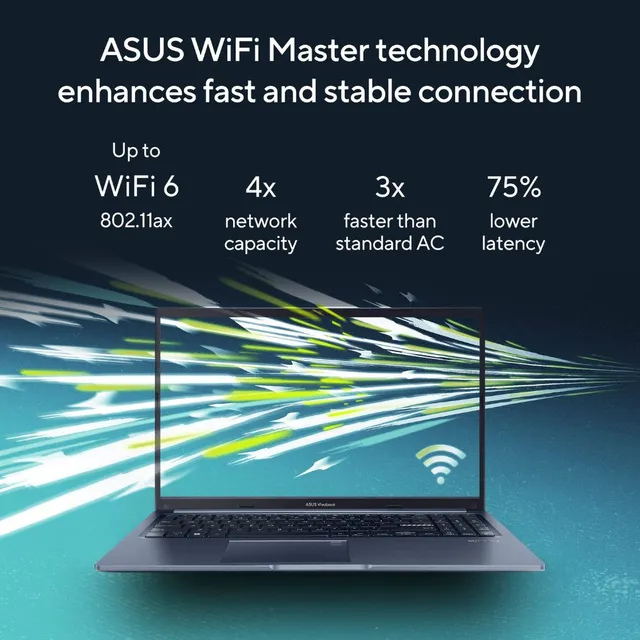 ASUS WiFi Master technology
enhances fast and stable connection
Up to
WiFi 6
802.11ax
4x
network
capacity
3x
faster than
standard AC
75%
lower
latency
ASUS Vivobook